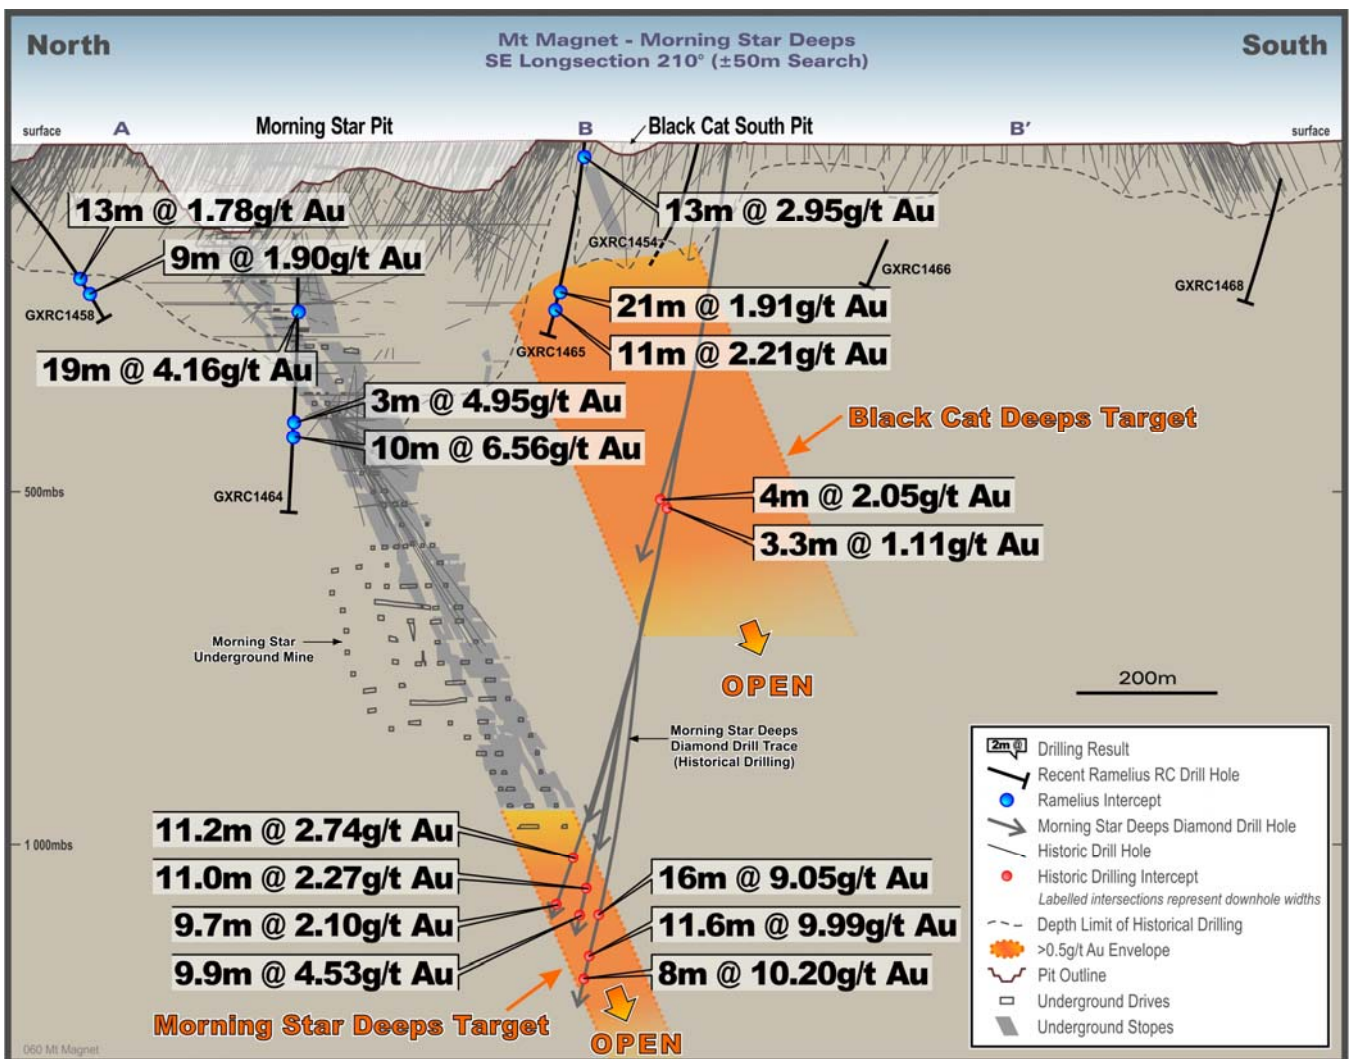 North
Mt Magnet - Morning Star Deeps
SE Longsection 210° (±50m Search)
South
surface
A
Morning Star Pit
B
Black Cat South Pit
B'
surface
13m @ 1.78g/t Au
13m @ 2.95g/t Au
9m @ 1.90g/t Au
GXRC1454
GXRC1466
GXRC1458
21m @ 1.91g/t Au
GXRC1468
GXRC1465
11m @ 2.21g/t Au
19m @ 4.16g/t Au
3m @ 4.95g/t Au
Black Cat Deeps Target
10m @ 6.56g/t Au
500mbs
GXRC1464
4m @ 2.05g/t Au
3.3m @ 1.11g/t Au
Morning Star
Underground Mine
OPEN
200m
Morning Star Deeps
Diamond Drill Trace
(Historical Drilling)
1 000mbs
11.2m @ 2.74g/t Au
11.0m @ 2.27g/t Au
9.7m @ 2.10g/t Au
9.9m @ 4.53g/t Au
16m @ 9.05g/t Au
11.6m @ 9.99g/t Au
8m @ 10.20g/t Au
Morning Star Deeps Target
OPEN
2m @
Drilling Result
Recent Ramelius RC Drill Hole
Ramelius Intercept
Morning Star Deeps Diamond Drill Hole
Historic Drill Hole
Historic Drilling Intercept
Labelled intersections represent downhole widths
Depth Limit of Historical Drilling
>0.5g/t Au Envelope
Pit Outline
Underground Drives
Underground Stopes
060 Mt Magnet